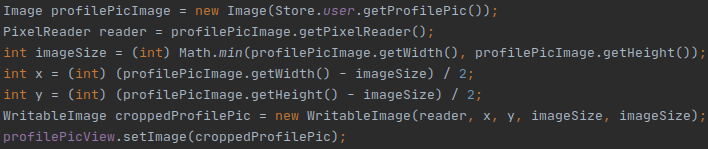 Image profilePicImage = new Image(Store.user.getProfilePic());
PixelReader reader = profilePicImage.getPixelReader();
int imageSize = (int) Math.min(profilePicImage.getWidth(), profilePicImage.getHeight());
int x = (int) (profilePicImage.getWidth() - imageSize) / 2;
int y = (int) (profilePicImage.getHeight() - imageSize) / 2;
WritableImage croppedProfilePic = new WritableImage(reader, x, y, imageSize, imageSize);
profilePicView.setImage(croppedProfilePic);